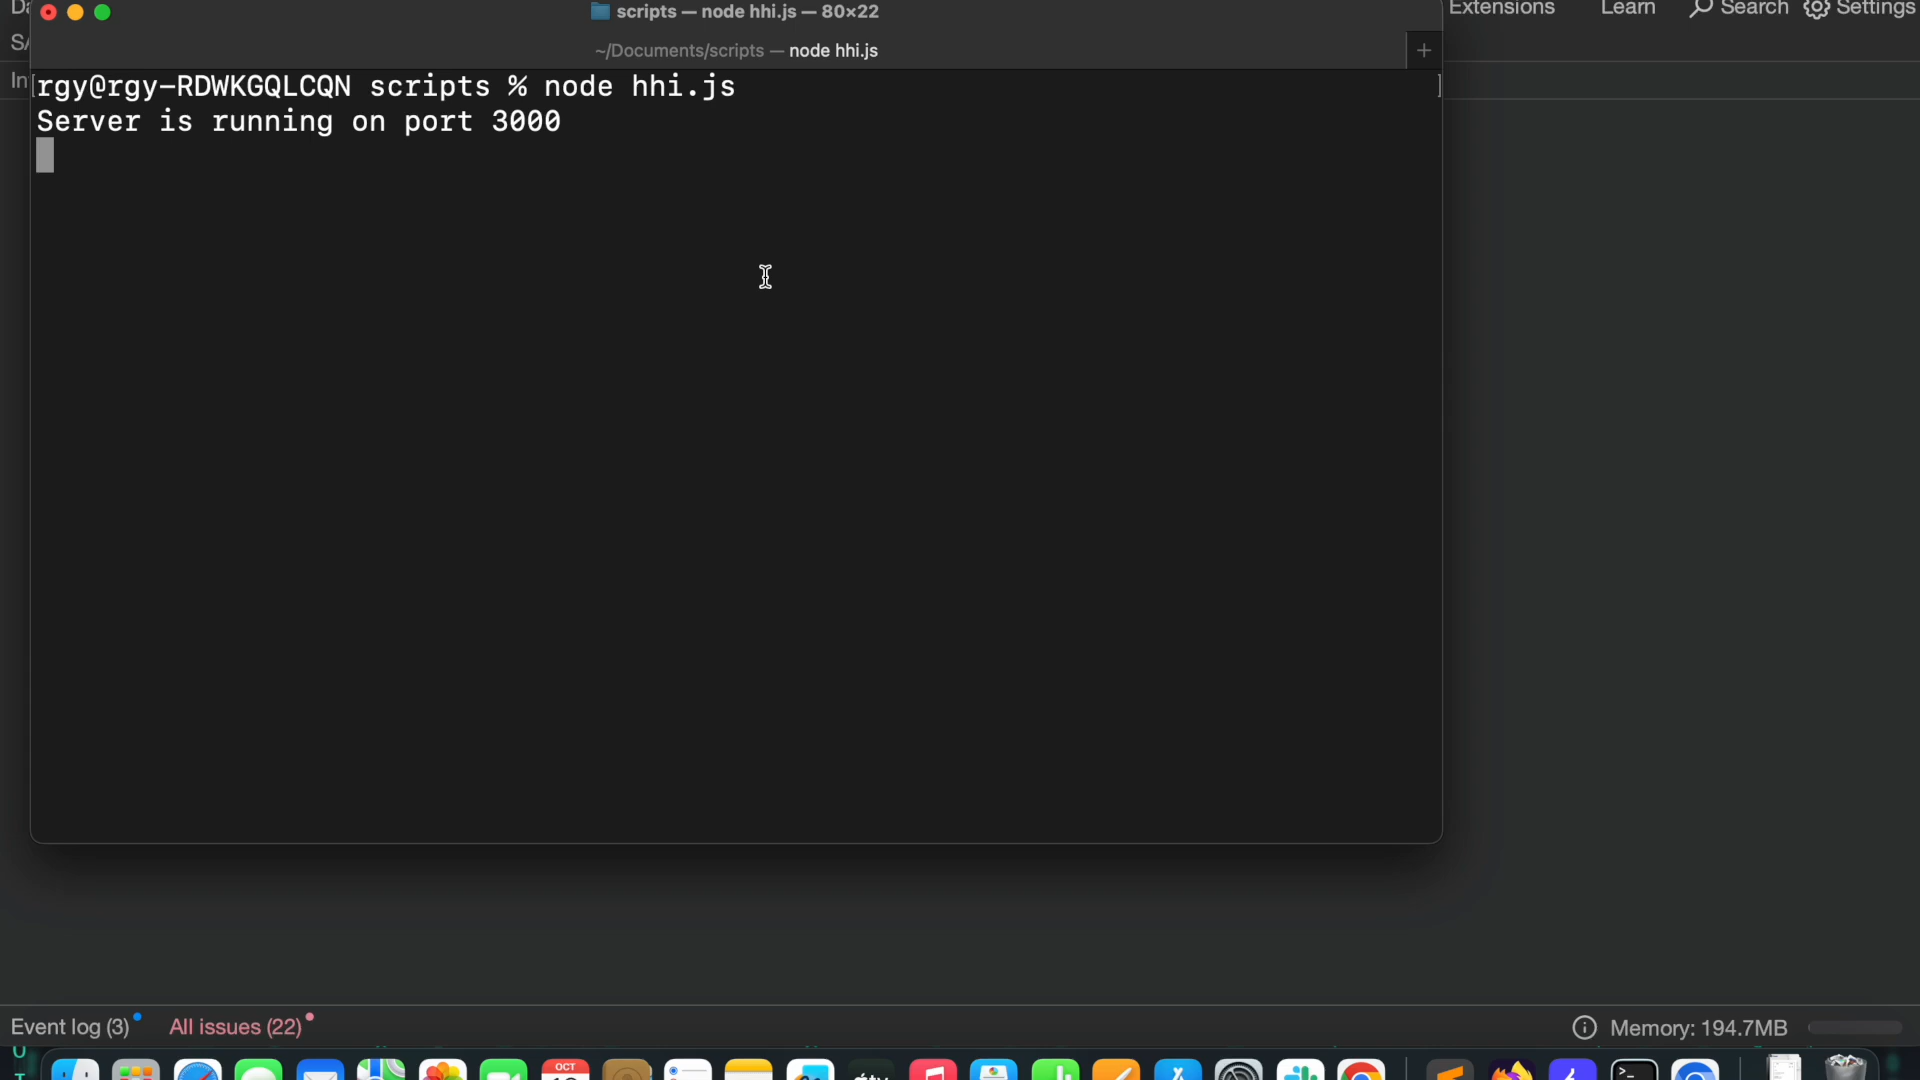 scripts — node hhi.js — 80×22
Extensions Learn Search Settings
~/Documents/scripts — node hhi.js +
rgy@rgy-RDWKGQLCQN scripts % node hhi.js
Server is running on port 3000
Event log (3) All issues (22) Memory: 194.7MB
OCT